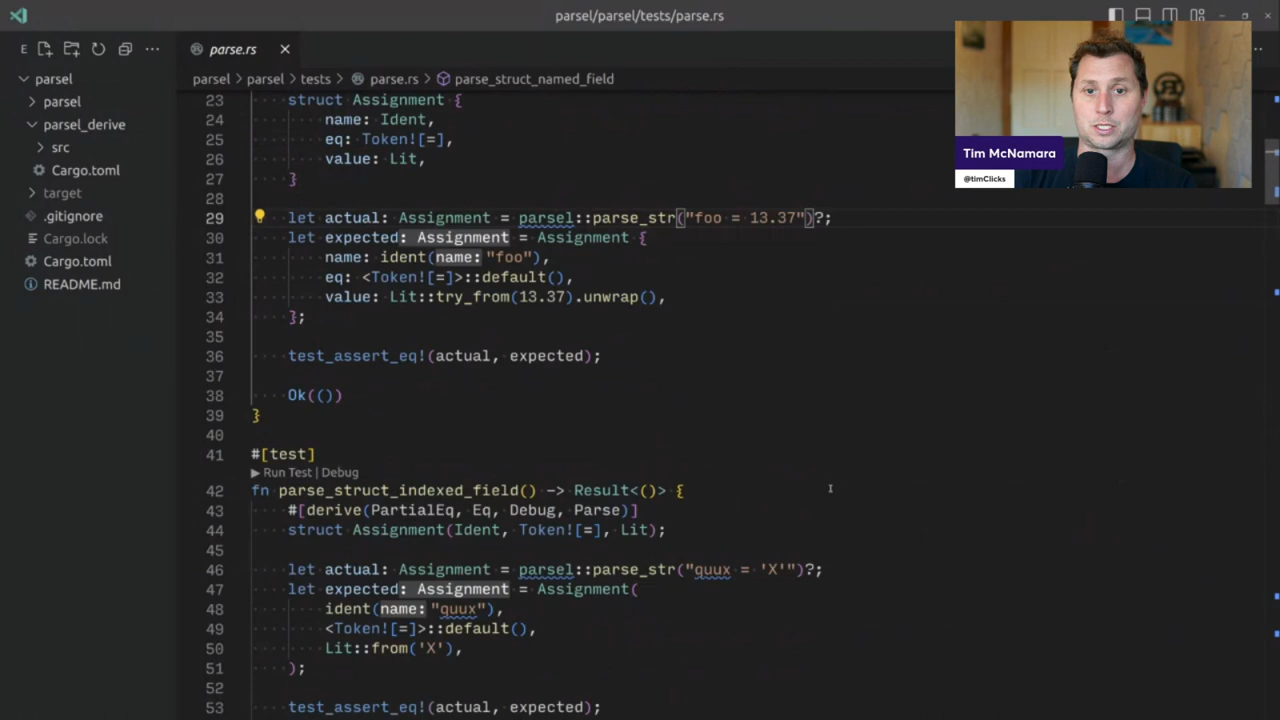 parsel/parsel/tests/parse.rs
E
parse.rs
parsel
parsel > parsel > tests > parse.rs > parse_struct_named_field
parsel
parsel_derive
src
Cargo.toml
target
.gitignore
Cargo.lock
Cargo.toml
README.md
23 struct Assignment {
24 name: Ident,
25 eq: Token![=],
26 value: Lit,
27 }
28
29 let actual: Assignment = parsel::parse_str("foo = 13.37")?;
30 let expected: Assignment = Assignment {
31 name: ident(name: "foo"),
32 eq: <Token![=]>::default(),
33 value: Lit::try_from(13.37).unwrap(),
34 };
35
36 test_assert_eq!(actual, expected);
37
38 Ok(())
39 }
40
41 #[test]
▶ Run Test | Debug
42 fn parse_struct_indexed_field() -> Result<()> {
43 #[derive(PartialEq, Eq, Debug, Parse)]
44 struct Assignment(Ident, Token![=], Lit);
45
46 let actual: Assignment = parsel::parse_str("quux = 'X'")?;
47 let expected: Assignment = Assignment(
48 ident(name: "quux"),
49 <Token![=]>::default(),
50 Lit::from('X'),
51 );
52
53 test_assert_eq!(actual, expected);
Tim McNamara
@timClicks